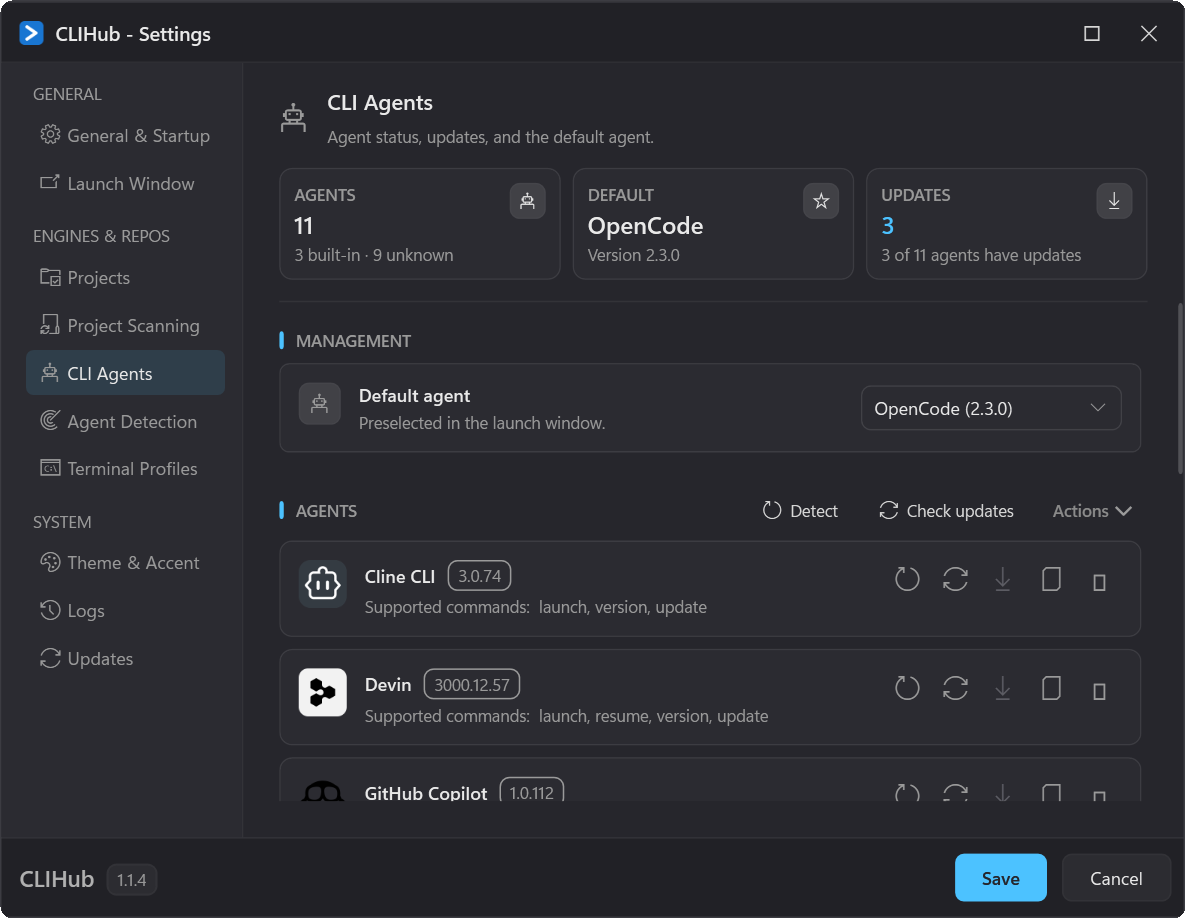 CLIHub - Settings
GENERAL
General & Startup
Launch Window
ENGINES & REPOS
Projects
Project Scanning
CLI Agents
Agent Detection
Terminal Profiles
SYSTEM
Theme & Accent
Logs
Updates
CLI Agents
Agent status, updates, and the default agent.
AGENTS
11
3 built-in · 9 unknown
DEFAULT
OpenCode
Version 2.3.0
UPDATES
3
3 of 11 agents have updates
MANAGEMENT
Default agent
Preselected in the launch window.
OpenCode (2.3.0)
AGENTS
Detect
Check updates
Actions
Cline CLI 3.0.74
Supported commands: launch, version, update
Devin 3000.12.57
Supported commands: launch, resume, version, update
GitHub Copilot 1.0.112
CLIHub 1.1.4
Save
Cancel